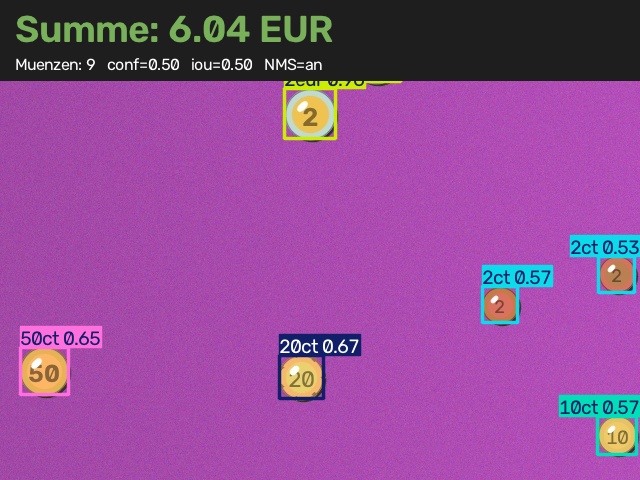 Summe: 6.04 EUR
Muenzen: 9 conf=0.50 iou=0.50 NMS=an
2
2ct 0.53
2
2ct 0.57
2
50ct 0.65
50
20ct 0.67
20
10ct 0.57
10